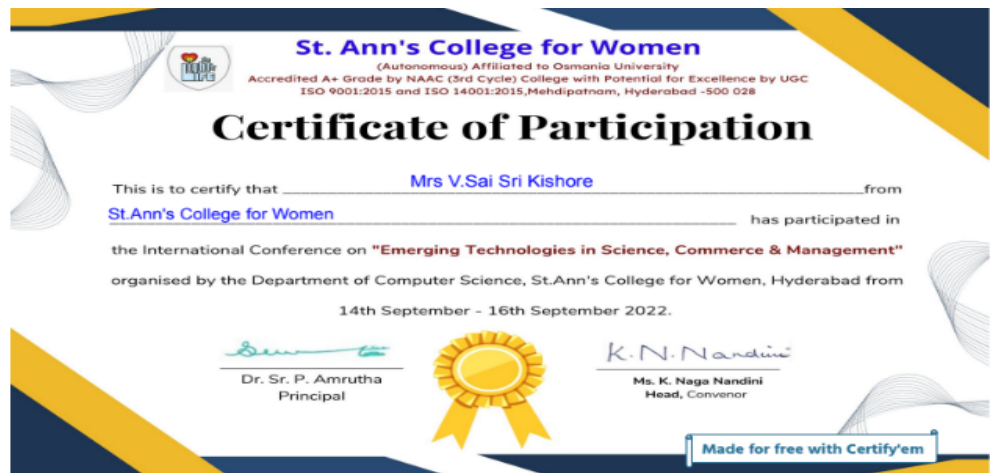 St. Ann's College for Women
(Autonomous) Affiliated to Osmania University
Accredited A+ Grade by NAAC (3rd Cycle) College with Potential for Excellence by UGC
ISO 9001:2015 and ISO 14001:2015,Mehdipatnam, Hyderabad -500 028
Certificate of Participation
This is to certify that Mrs V.Sai Sri Kishore from
St.Ann's College for Women has participated in
the International Conference on "Emerging Technologies in Science, Commerce & Management"
organised by the Department of Computer Science, St.Ann's College for Women, Hyderabad from
14th September - 16th September 2022.
K.N.Nandini
Dr. Sr. P. Amrutha
Principal
Ms. K. Naga Nandini
Head, Convenor
Made for free with Certify'em